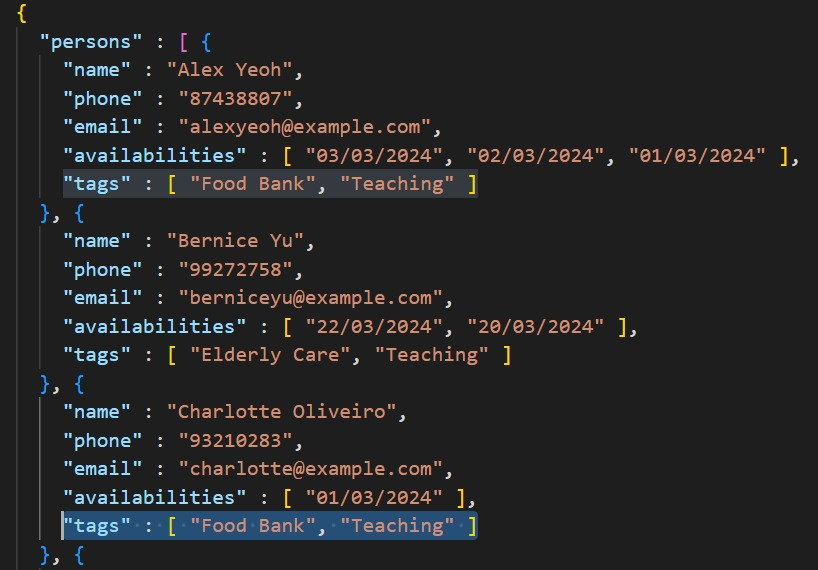 {
"persons" : [ {
"name" : "Alex Yeoh",
"phone" : "87438807",
"email" : "alexyeoh@example.com",
"availabilities" : [ "03/03/2024", "02/03/2024", "01/03/2024" ],
"tags" : [ "Food Bank", "Teaching" ]
}, {
"name" : "Bernice Yu",
"phone" : "99272758",
"email" : "berniceyu@example.com",
"availabilities" : [ "22/03/2024", "20/03/2024" ],
"tags" : [ "Elderly Care", "Teaching" ]
}, {
"name" : "Charlotte Oliveiro",
"phone" : "93210283",
"email" : "charlotte@example.com",
"availabilities" : [ "01/03/2024" ],
"tags" : [ "Food Bank", "Teaching" ]
}, {